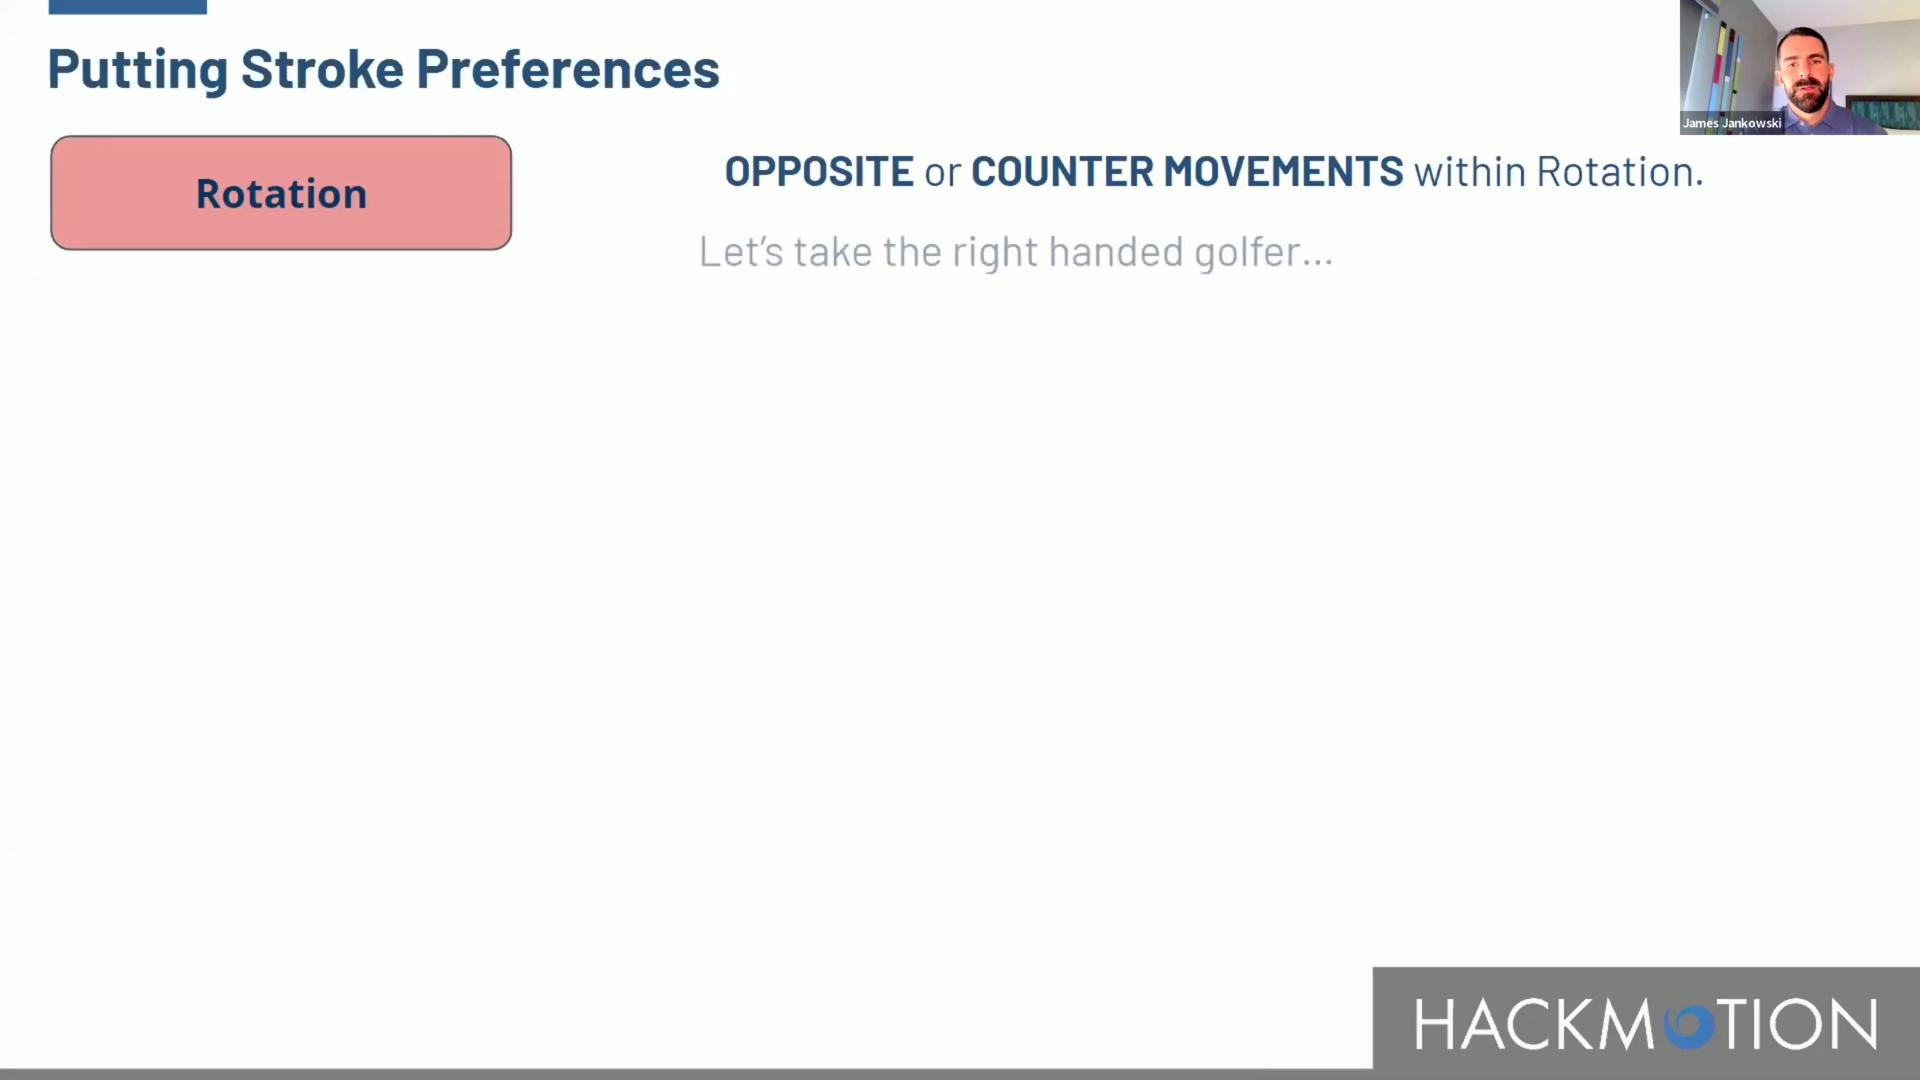 Putting Stroke Preferences
James Jankowski
Rotation
OPPOSITE or COUNTER MOVEMENTS within Rotation.
Let’s take the right handed golfer...
HACKMOTION